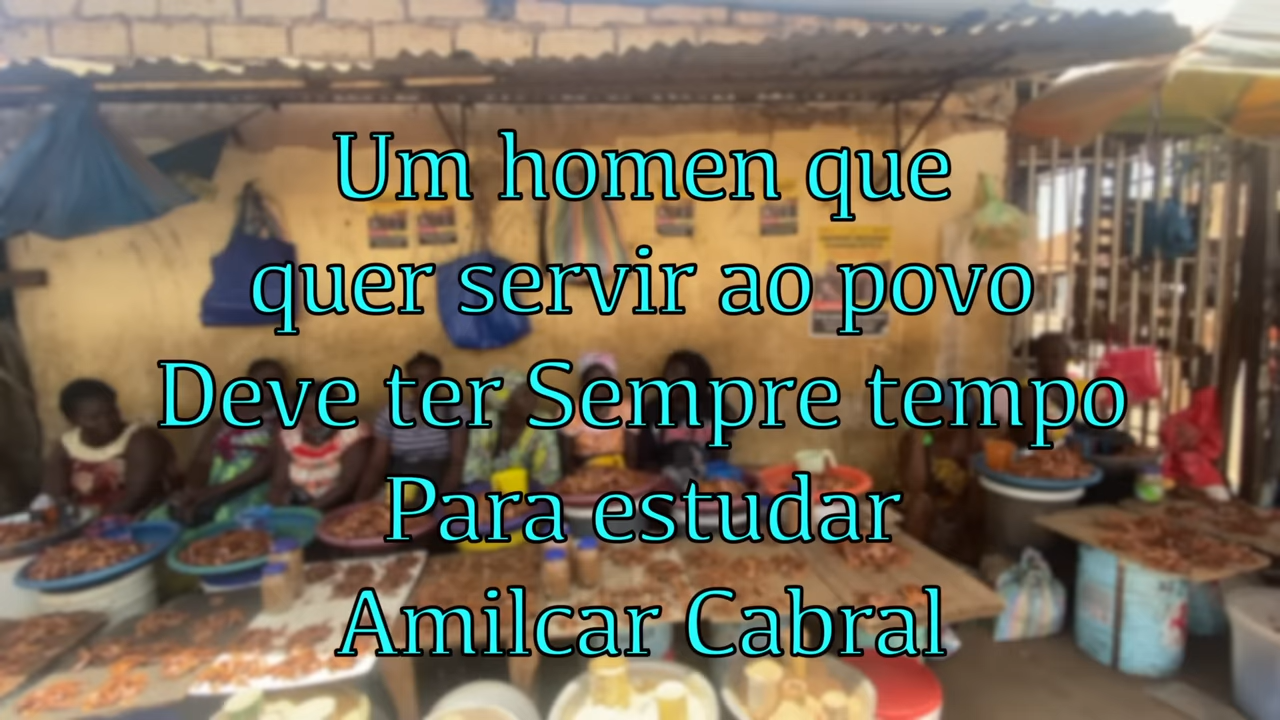 Um homen que
quer servir ao povo
Deve ter Sempre tempo
Para estudar
Amilcar Cabral